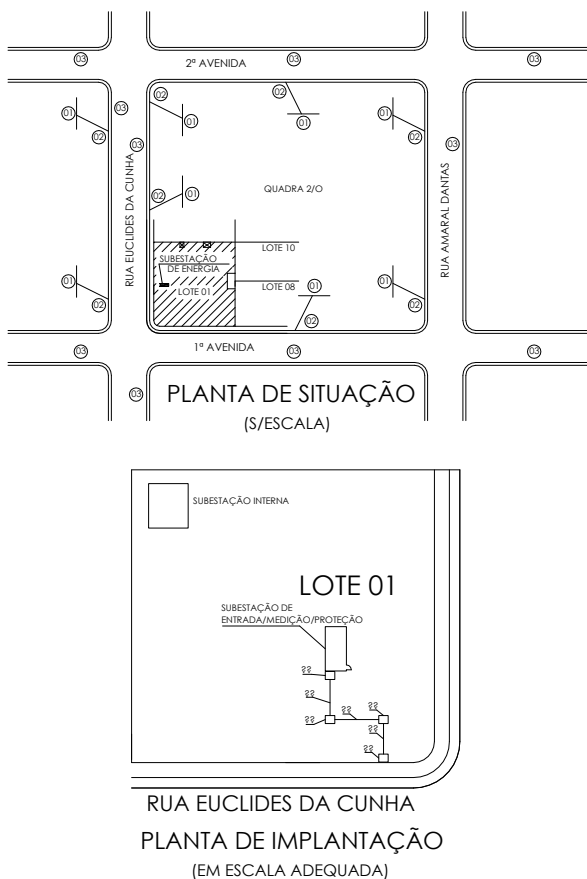 03
2ª AVENIDA
03
03
01
02
03
02
01
01
01
02
03
03
RUA EUCLIDES DA CUNHA
RUA AMARAL DANTAS
QUADRA 2/O
02
01
LOTE 10
SUBESTAÇÃO
DE ENERGIA
LOTE 08
LOTE 01
01
02
01
02
01
02
1ª AVENIDA
03
03
03
03
PLANTA DE SITUAÇÃO
(S/ESCALA)
SUBESTAÇÃO INTERNA
LOTE 01
SUBESTAÇÃO DE
ENTRADA/MEDIÇÃO/PROTEÇÃO
??
??
??
??
??
??
??
RUA EUCLIDES DA CUNHA
PLANTA DE IMPLANTAÇÃO
(EM ESCALA ADEQUADA)